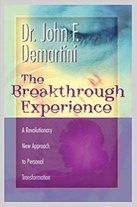 Dr. John F.
Demartini
The
Breakthrough
Experience
A Revolutionary
New Approach
to Personal
Transformation